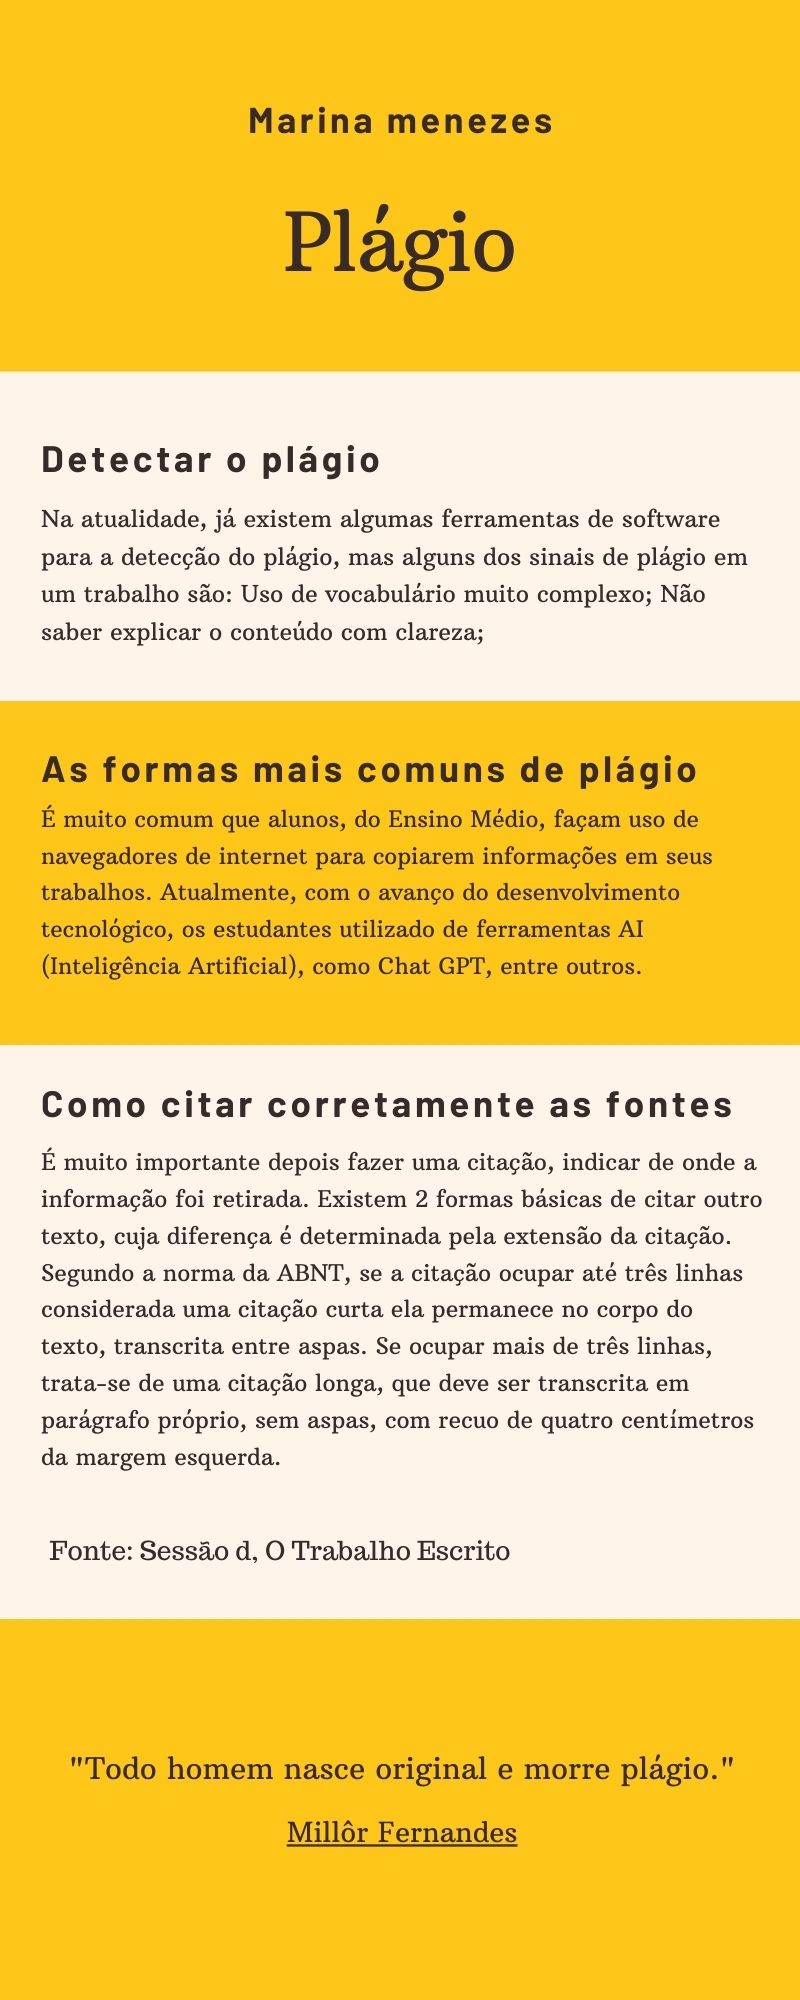 Marina menezes
Plágio
Detectar o plágio
Na atualidade, já existem algumas ferramentas de software
para a detecção do plágio, mas alguns dos sinais de plágio em
um trabalho são: Uso de vocabulário muito complexo; Não
saber explicar o conteúdo com clareza;
As formas mais comuns de plágio
É muito comum que alunos, do Ensino Médio, façam uso de
navegadores de internet para copiarem informações em seus
trabalhos. Atualmente, com o avanço do desenvolvimento
tecnológico, os estudantes utilizado de ferramentas AI
(Inteligência Artificial), como Chat GPT, entre outros.
Como citar corretamente as fontes
É muito importante depois fazer uma citação, indicar de onde a
informação foi retirada. Existem 2 formas básicas de citar outro
texto, cuja diferença é determinada pela extensão da citação.
Segundo a norma da ABNT, se a citação ocupar até três linhas
considerada uma citação curta ela permanece no corpo do
texto, transcrita entre aspas. Se ocupar mais de três linhas,
trata-se de uma citação longa, que deve ser transcrita em
parágrafo próprio, sem aspas, com recuo de quatro centímetros
da margem esquerda.
Fonte: Sessão d, O Trabalho Escrito
"Todo homem nasce original e morre plágio."
Millôr Fernandes